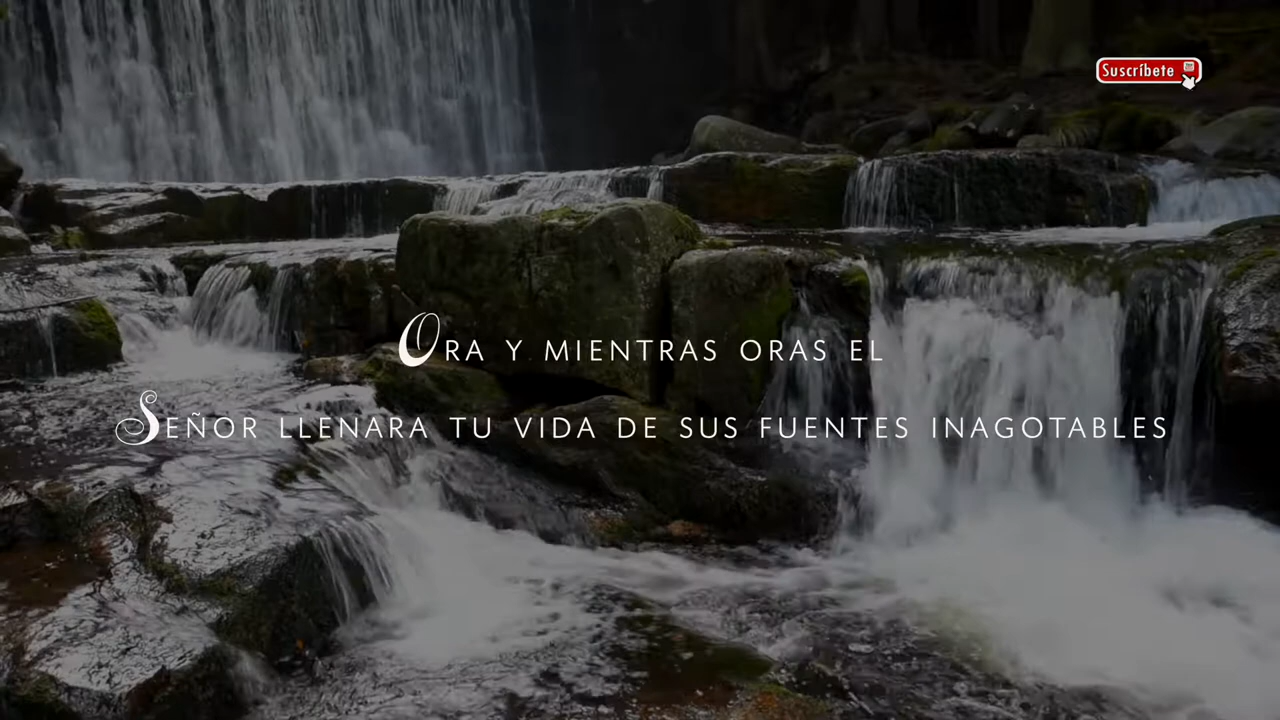 Suscríbete
Ora y mientras oras el
Señor llenara tu vida de sus fuentes inagotables